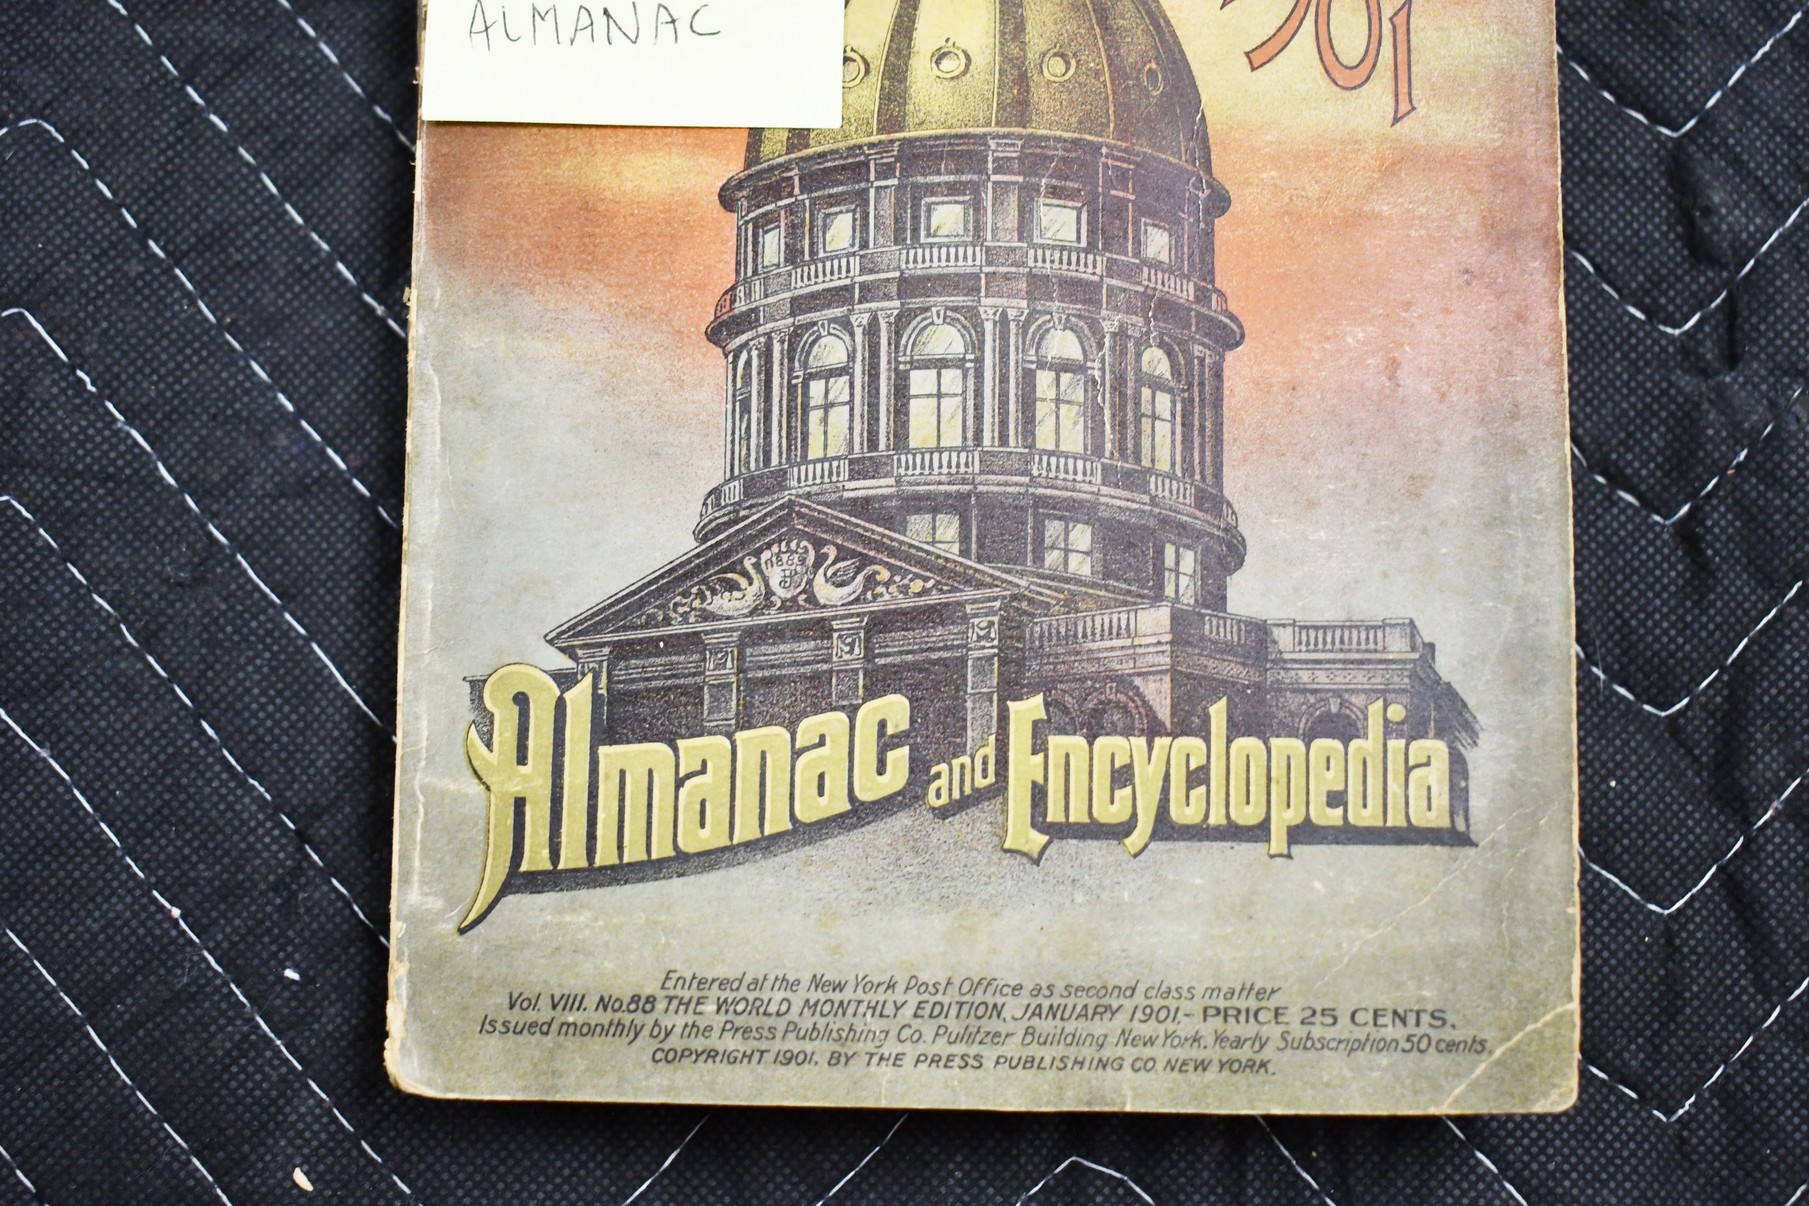 ALMANAC
Almanac and Encyclopedia
Entered at the New York Post Office as second class matter
Vol. VIII. No.88 THE WORLD MONTHLY EDITION, JANUARY 1901.- PRICE 25 CENTS.
Issued monthly by the Press Publishing Co. Pulitzer Building New York. Yearly Subscription 50 cents.
COPYRIGHT 1901, BY THE PRESS PUBLISHING CO. NEW YORK.